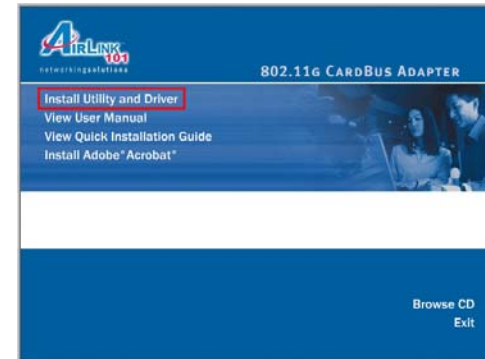 AIRLINK
101
networkingsolutions
802.11G CARDBUS ADAPTER
Install Utility and Driver
View User Manual
View Quick Installation Guide
Install Adobe® Acrobat®
Browse CD
Exit